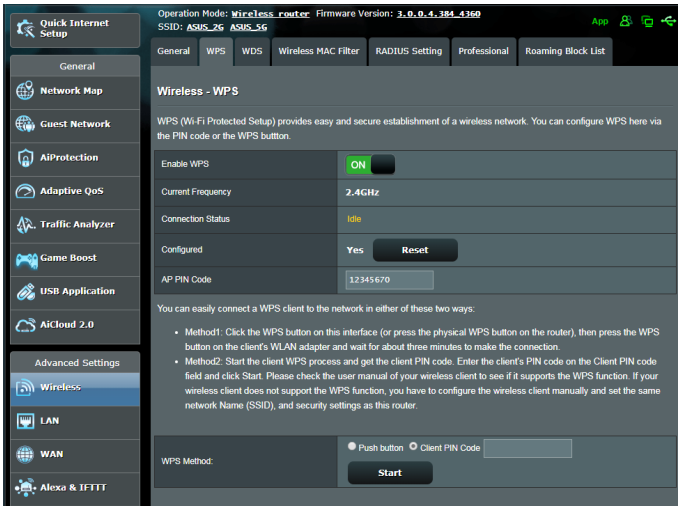 Quick Internet
Setup
Operation Mode: Wireless router Firmware Version: 3.0.0.4.384_4360
SSID: ASUS_2G ASUS_5G
App
General WPS WDS Wireless MAC Filter RADIUS Setting Professional Roaming Block List
General
Network Map
Guest Network
AiProtection
Adaptive QoS
Traffic Analyzer
Game Boost
USB Application
AiCloud 2.0
Advanced Settings
Wireless
LAN
WAN
Alexa & IFTTT
Wireless - WPS
WPS (Wi-Fi Protected Setup) provides easy and secure establishment of a wireless network. You can configure WPS here via
the PIN code or the WPS buttton.
Enable WPS ON
Current Frequency 2.4GHz
Connection Status Idle
Configured Yes Reset
AP PIN Code 12345670
You can easily connect a WPS client to the network in either of these two ways:
• Method1: Click the WPS button on this interface (or press the physical WPS button on the router), then press the WPS
button on the client's WLAN adapter and wait for about three minutes to make the connection.
• Method2: Start the client WPS process and get the client PIN code. Enter the client's PIN code on the Client PIN code
field and click Start. Please check the user manual of your wireless client to see if it supports the WPS function. If your
wireless client does not support the WPS function, you have to configure the wireless client manually and set the same
network Name (SSID), and security settings as this router.
WPS Method: Push button Client PIN Code
Start